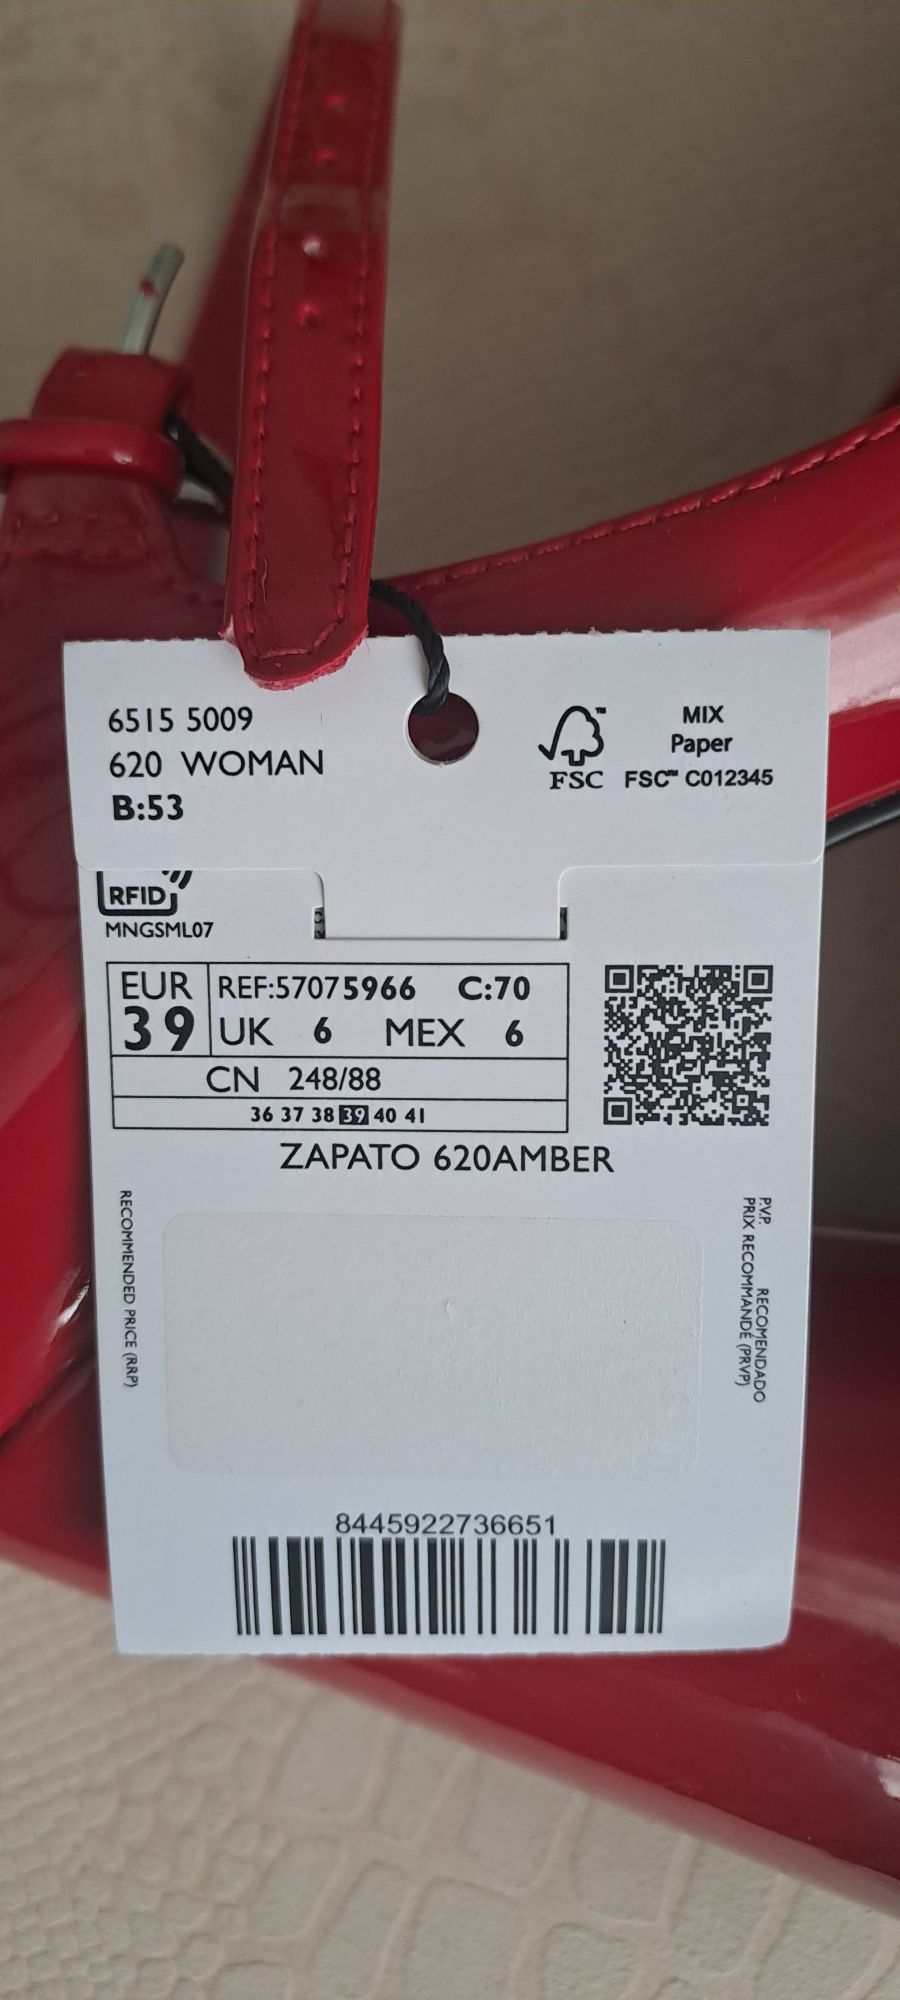 6515 5009
620 WOMAN
B:53
FSC™
MIX
Paper
FSC™ C012345
RFID
MNGSML07
EUR
39
REF:57075966 C:70
UK 6 MEX 6
CN 248/88
36 37 38 39 40 41
ZAPATO 620AMBER
RECOMMENDED PRICE (RRP)
P.V.P. RECOMENDADO
PRIX RECOMMANDÉ (PRVP)
8445922736651